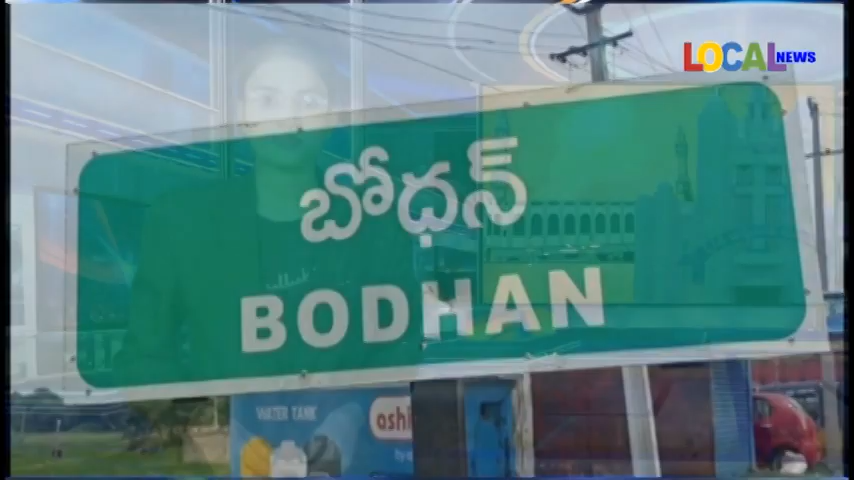 LOCAL NEWS
బోధన్
BODHAN
WATER TANK
ashi